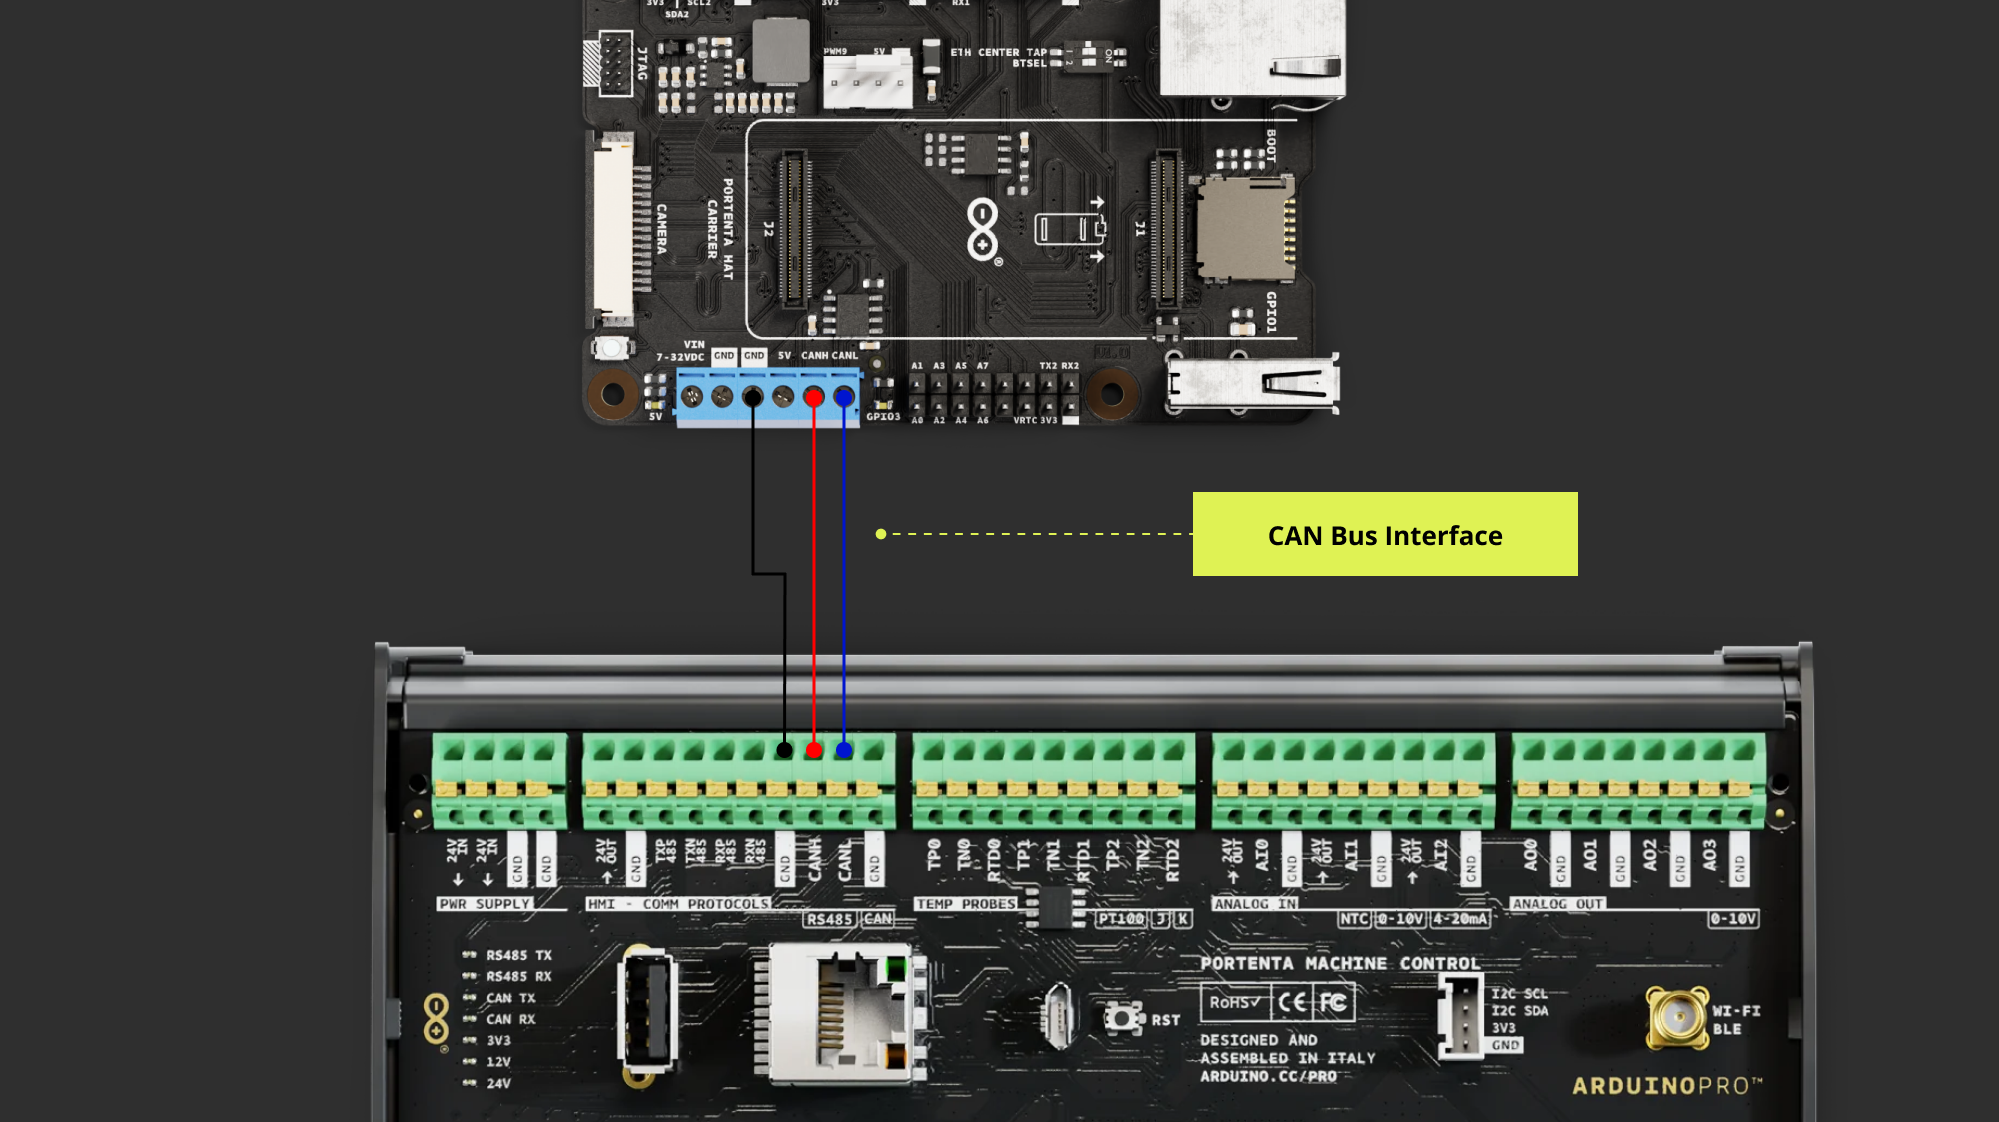 3V3
SCL2
SDA2
3V3
RX1
JTAG
PWM9
5V
ETH CENTER TAP
BTSEL
ON
1 2
BOOT
CAMERA
PORTENTA HAT
CARRIER
J2
J1
GPIO1
VIN
7-32VDC
GND
GND
5V
CANH
CANL
A1 A3 A5 A7
TX2 RX2
5V
GPIO3
A0 A2 A4 A6
VRTC 3V3
CAN Bus Interface
24V IN
24V IN
GND
GND
24V OUT
GND
TXP 485
TXN 485
RXP 485
RXN 485
GND
CANH
CANL
GND
TP0
TN0
RTD0
TP1
TN1
RTD1
TP2
TN2
RTD2
24V OUT
AI0
GND
24V OUT
AI1
GND
24V OUT
AI2
GND
AO0
GND
AO1
GND
AO2
GND
AO3
GND
PWR SUPPLY
HMI - COMM PROTOCOLS
RS485
CAN
TEMP PROBES
PT100
J
K
ANALOG IN
NTC
0-10V
4-20mA
ANALOG OUT
0-10V
RS485 TX
RS485 RX
CAN TX
CAN RX
3V3
12V
24V
RST
PORTENTA MACHINE CONTROL
RoHS✓
CE
FC
DESIGNED AND
ASSEMBLED IN ITALY
ARDUINO.CC/PRO
I2C SCL
I2C SDA
3V3
GND
WI-FI
BLE
ARDUINOPRO™